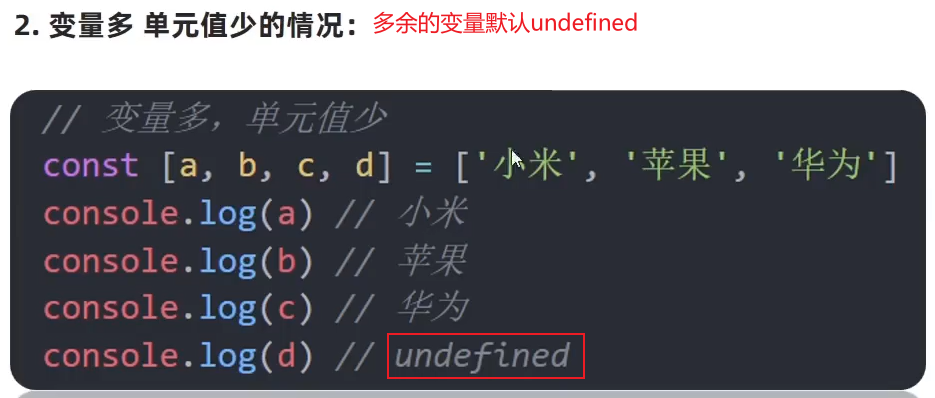 2. 变量多 单元值少的情况：多余的变量默认undefined
// 变量多，单元值少
const [a, b, c, d] = ['小米', '苹果', '华为']
console.log(a) // 小米
console.log(b) // 苹果
console.log(c) // 华为
console.log(d) // undefined